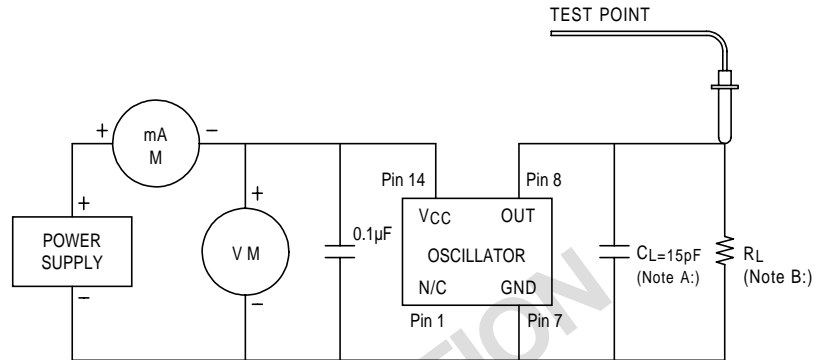 TEST POINT
+ mA M −
Pin 14 Pin 8
+ +
VCC OUT
0.1µF
POWER SUPPLY
V M
OSCILLATOR
CL=15pF
(Note A:)
RL
(Note B:)
N/C GND
− −
Pin 1 Pin 7